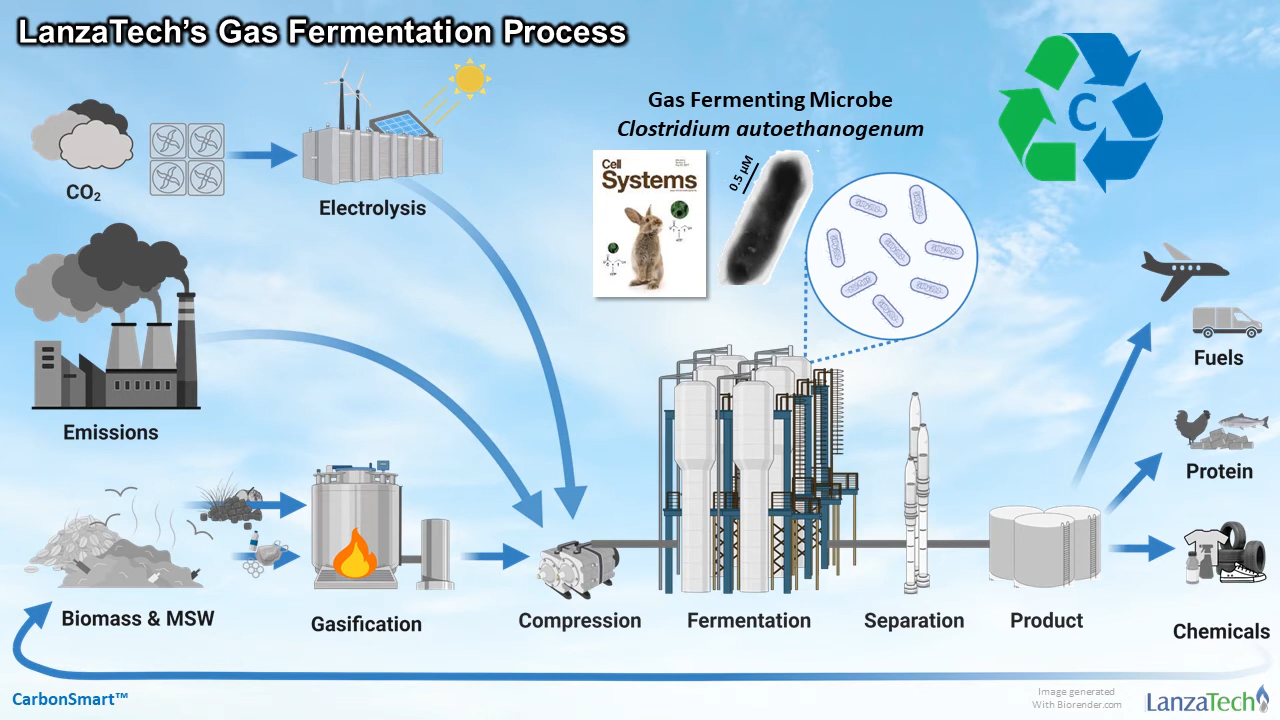 LanzaTech's Gas Fermentation Process
CO₂
Electrolysis
Gas Fermenting Microbe
Clostridium autoethanogenum
Cell
Systems
0.5 μM
C
Emissions
Fuels
Protein
Biomass & MSW
Gasification
Compression
Fermentation
Separation
Product
Chemicals
CarbonSmart™
Image generated
With Biorender.com
LanzaTech